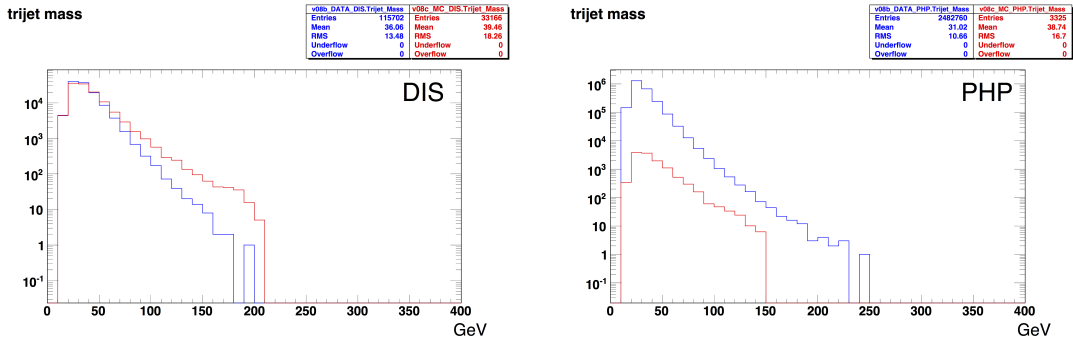 trijet mass
v08b_DATA_DIS.Trijet_Mass
Entries 115702
Mean 36.06
RMS 13.48
Underflow 0
Overflow 0
v08c_MC_DIS.Trijet_Mass
Entries 33166
Mean 39.46
RMS 18.26
Underflow 0
Overflow 0
DIS
10^4
10^3
10^2
10
1
10^-1
0 50 100 150 200 250 300 350 400
GeV
trijet mass
v08b_DATA_PHP.Trijet_Mass
Entries 2482760
Mean 31.02
RMS 10.66
Underflow 0
Overflow 0
v08c_MC_PHP.Trijet_Mass
Entries 3325
Mean 38.74
RMS 16.7
Underflow 0
Overflow 0
PHP
10^6
10^5
10^4
10^3
10^2
10
1
10^-1
0 50 100 150 200 250 300 350 400
GeV